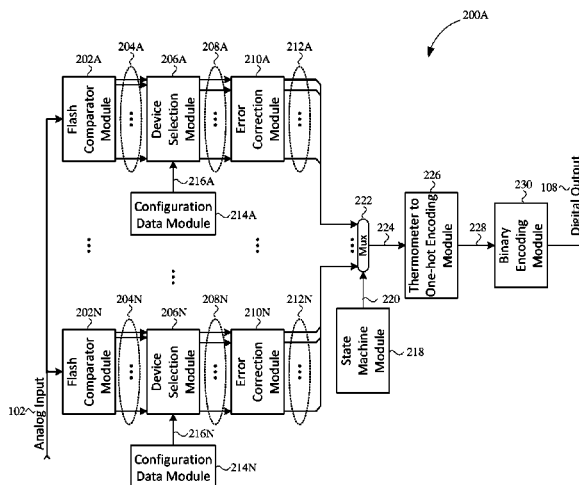 200A
202A
204A
206A
208A
210A
212A
Flash
Comparator
Module
Device
Selection
Module
Error
Correction
Module
216A
Configuration
Data Module
214A
222
Mux
224
226
Thermometer to
One-hot Encoding
Module
228
230
Binary
Encoding
Module
108
Digital Output
220
State
Machine
Module
218
202N
204N
206N
208N
210N
212N
Flash
Comparator
Module
Device
Selection
Module
Error
Correction
Module
102
Analog Input
216N
Configuration
Data Module
214N